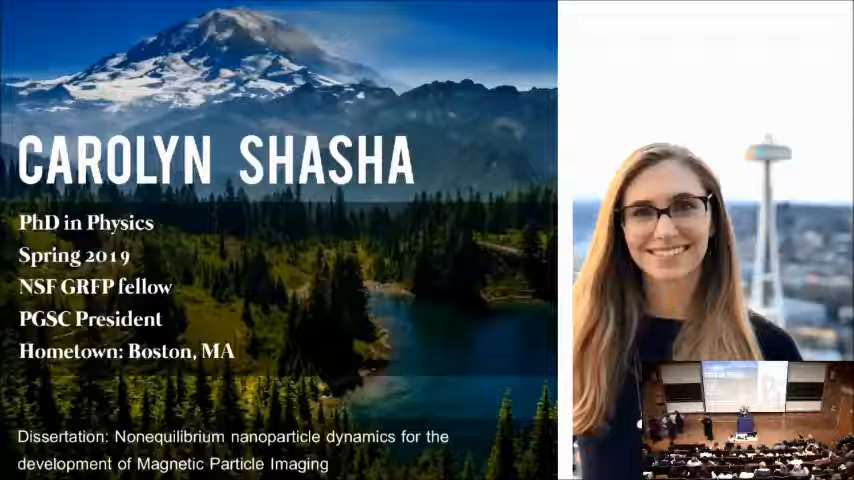 CAROLYN SHASHA
PhD in Physics
Spring 2019
NSF GRFP fellow
PGSC President
Hometown: Boston, MA
Dissertation: Nonequilibrium nanoparticle dynamics for the
development of Magnetic Particle Imaging